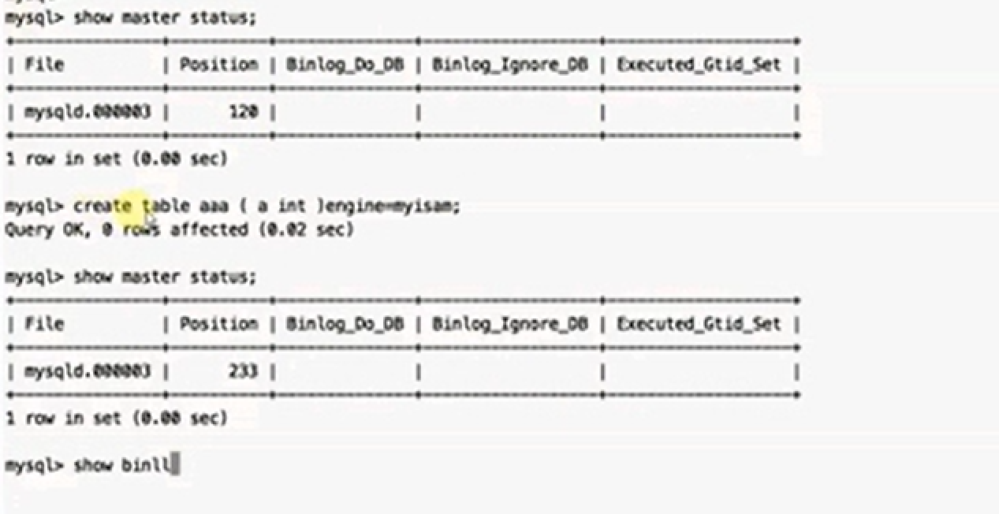 mysql> show master status;
+---------------+----------+--------------+------------------+-------------------+
| File | Position | Binlog_Do_DB | Binlog_Ignore_DB | Executed_Gtid_Set |
+---------------+----------+--------------+------------------+-------------------+
| mysqld.000003 | 120 | | | |
+---------------+----------+--------------+------------------+-------------------+
1 row in set (0.00 sec)
mysql> create table aaa ( a int )engine=myisam;
Query OK, 0 rows affected (0.02 sec)
mysql> show master status;
+---------------+----------+--------------+------------------+-------------------+
| File | Position | Binlog_Do_DB | Binlog_Ignore_DB | Executed_Gtid_Set |
+---------------+----------+--------------+------------------+-------------------+
| mysqld.000003 | 233 | | | |
+---------------+----------+--------------+------------------+-------------------+
1 row in set (0.00 sec)
mysql> show binll